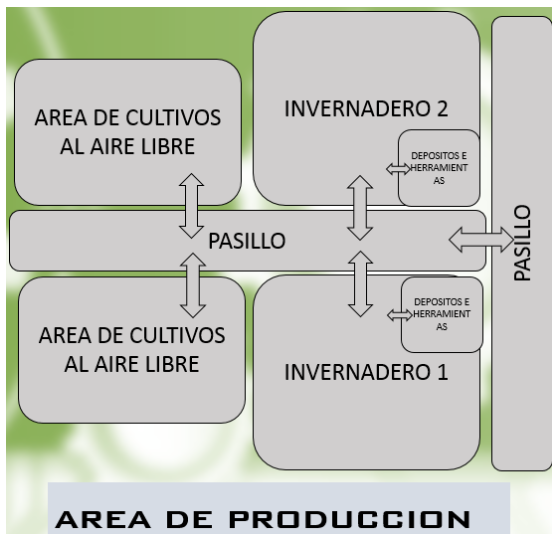 INVERNADERO 2
AREA DE CULTIVOS
AL AIRE LIBRE
DEPOSITOS E
HERRAMIENT
AS
PASILLO
PASILLO
DEPOSITOS E
HERRAMIENT
AS
AREA DE CULTIVOS
AL AIRE LIBRE
INVERNADERO 1
AREA DE PRODUCCION